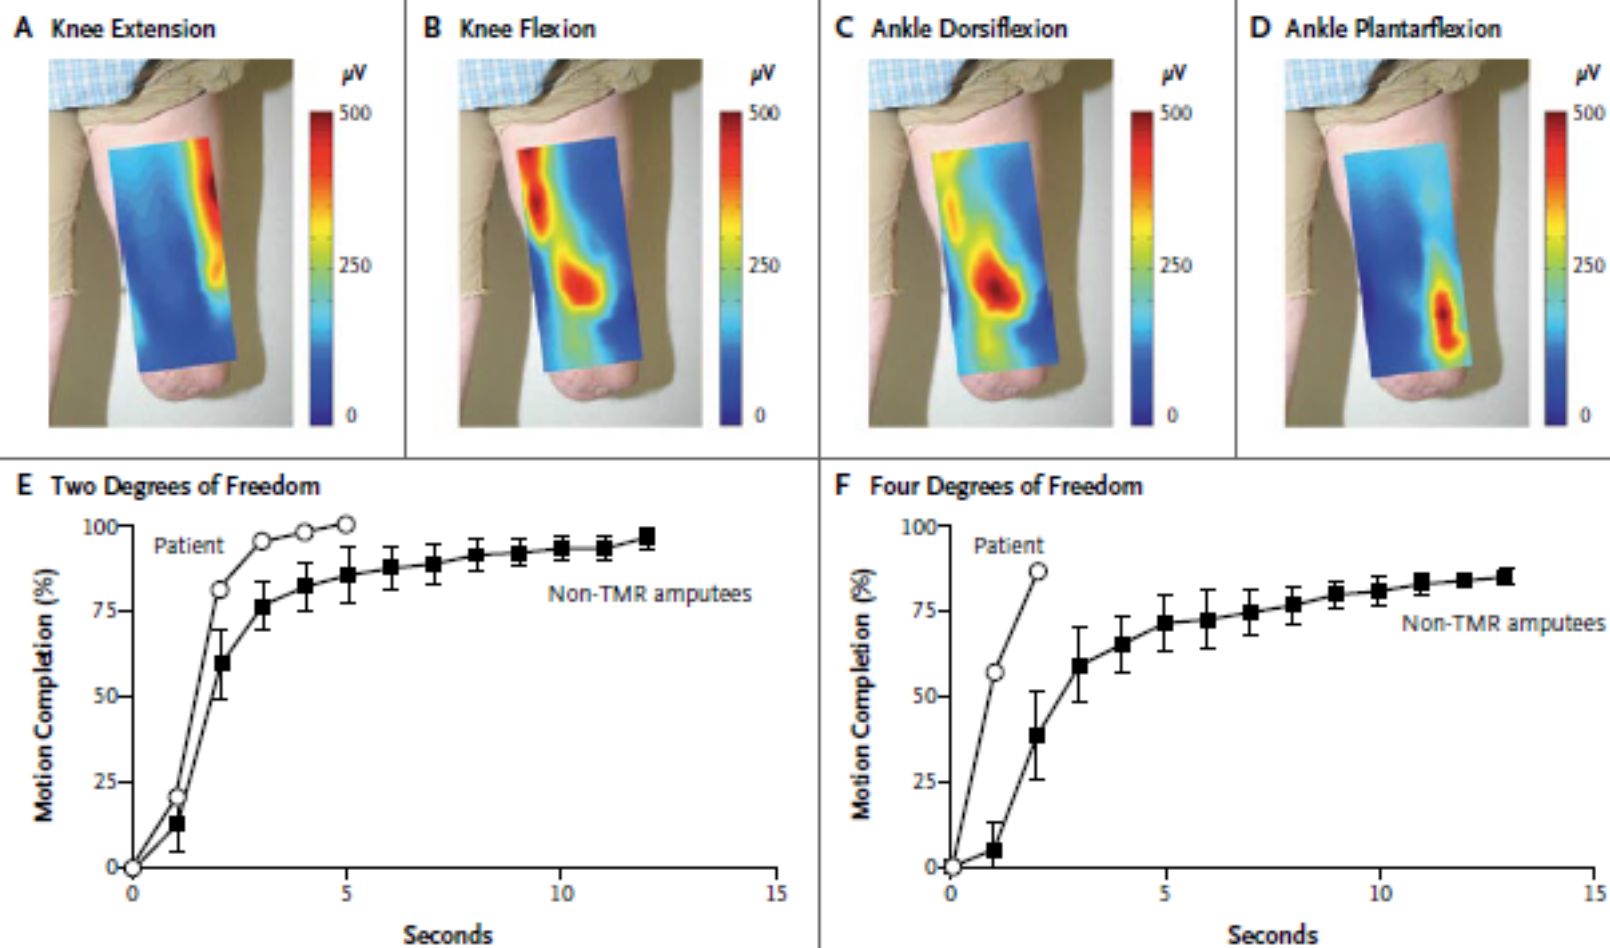 A Knee Extension
µV
500
250
0
B Knee Flexion
µV
500
250
0
C Ankle Dorsiflexion
µV
500
250
0
D Ankle Plantarflexion
µV
500
250
0
E Two Degrees of Freedom
Motion Completion (%)
100
75
50
25
0
Patient
Non-TMR amputees
0 5 10 15
Seconds
F Four Degrees of Freedom
Motion Completion (%)
100
75
50
25
0
Patient
Non-TMR amputees
0 5 10 15
Seconds